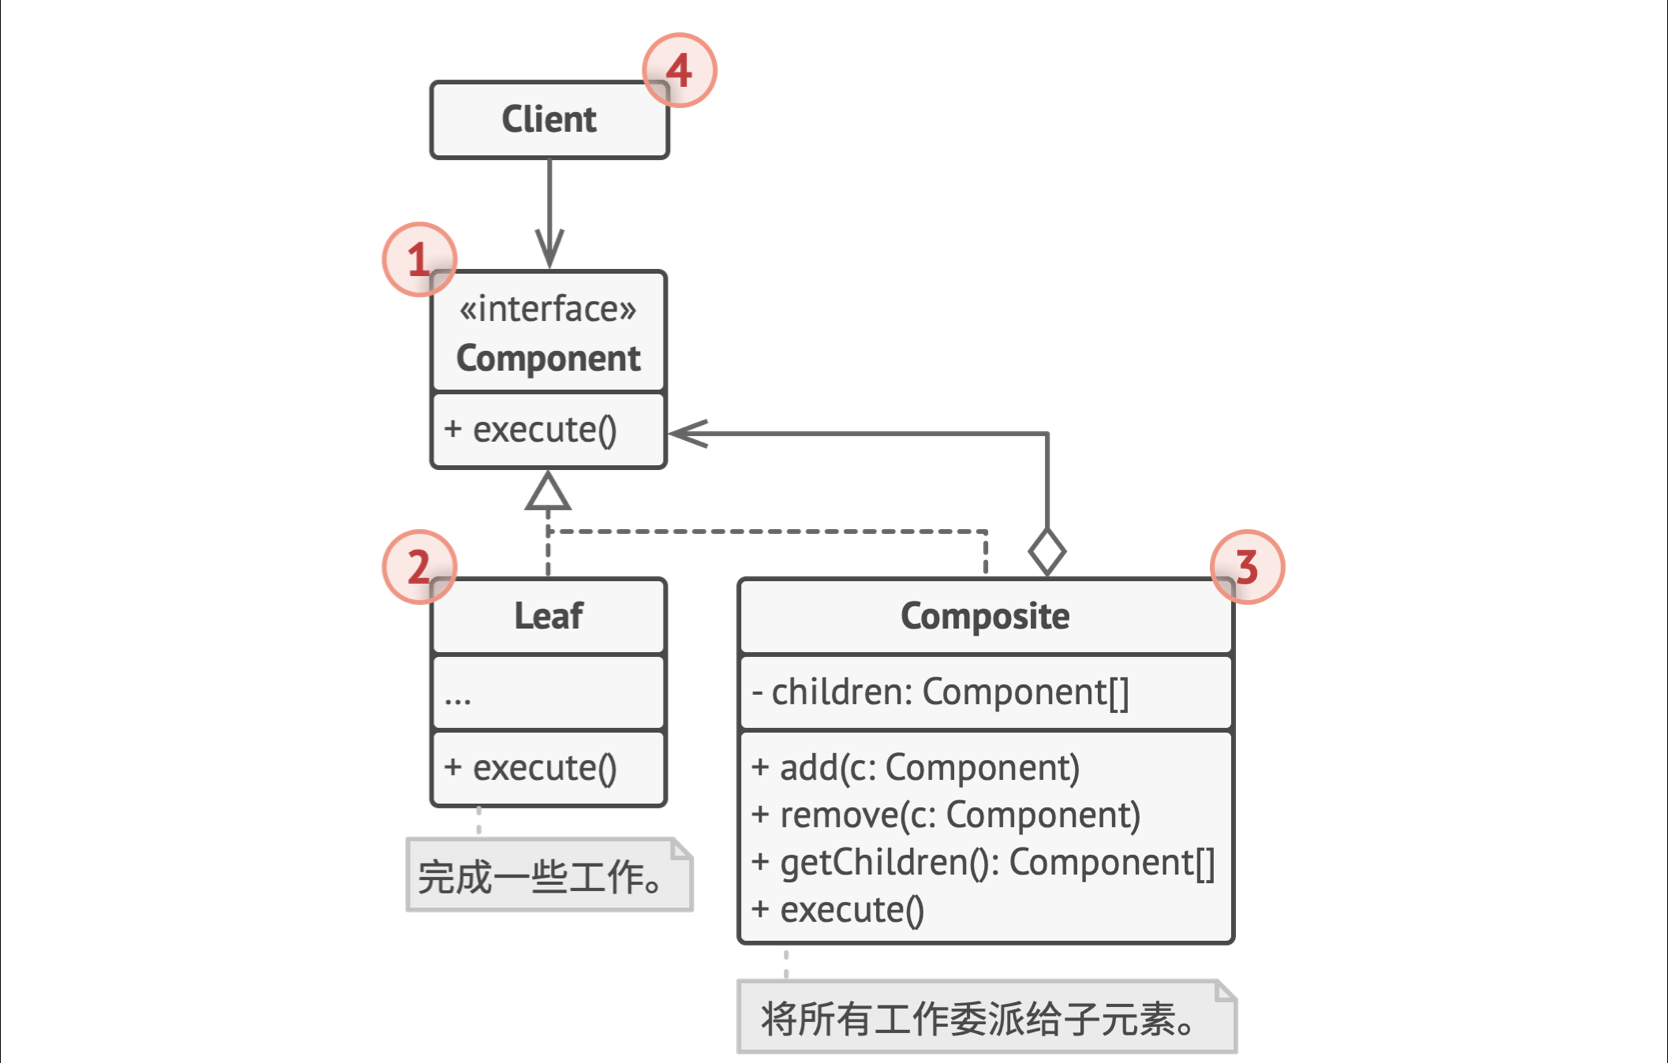 4
Client
1
«interface»
Component
+ execute()
2
Leaf
...
+ execute()
完成一些工作。
3
Composite
- children: Component[]
+ add(c: Component)
+ remove(c: Component)
+ getChildren(): Component[]
+ execute()
将所有工作委派给子元素。